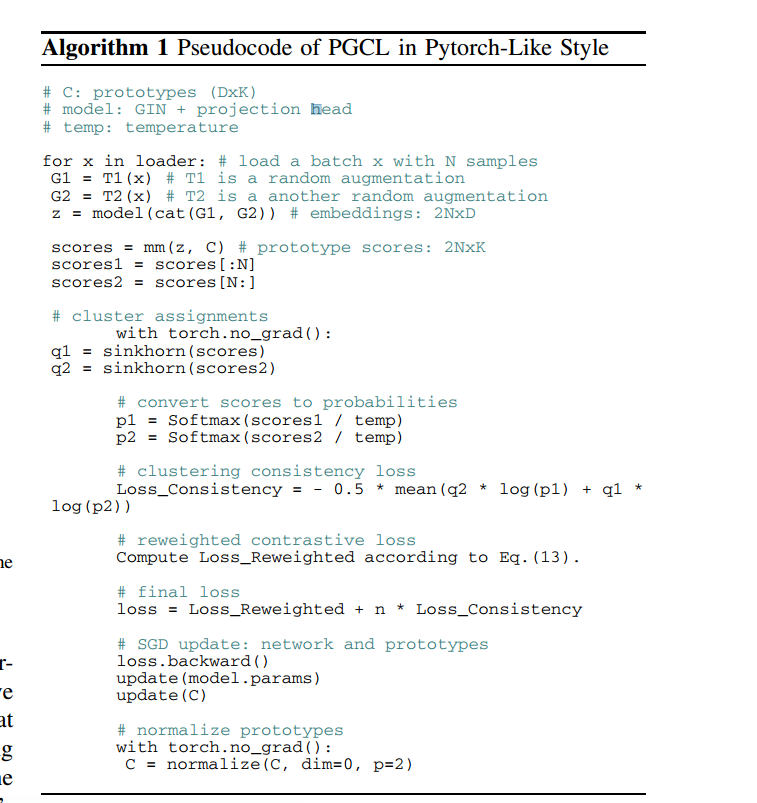 Algorithm 1 Pseudocode of PGCL in Pytorch-Like Style
# C: prototypes (DxK)
# model: GIN + projection head
# temp: temperature
for x in loader: # load a batch x with N samples
G1 = T1(x) # T1 is a random augmentation
G2 = T2(x) # T2 is a another random augmentation
z = model(cat(G1, G2)) # embeddings: 2NxD
scores = mm(z, C) # prototype scores: 2NxK
scores1 = scores[:N]
scores2 = scores[N:]
# cluster assignments
with torch.no_grad():
q1 = sinkhorn(scores)
q2 = sinkhorn(scores2)
# convert scores to probabilities
p1 = Softmax(scores1 / temp)
p2 = Softmax(scores2 / temp)
# clustering consistency loss
Loss_Consistency = - 0.5 * mean(q2 * log(p1) + q1 *
log(p2))
# reweighted contrastive loss
Compute Loss_Reweighted according to Eq.(13).
# final loss
loss = Loss_Reweighted + n * Loss_Consistency
# SGD update: network and prototypes
loss.backward()
update(model.params)
update(C)
# normalize prototypes
with torch.no_grad():
C = normalize(C, dim=0, p=2)